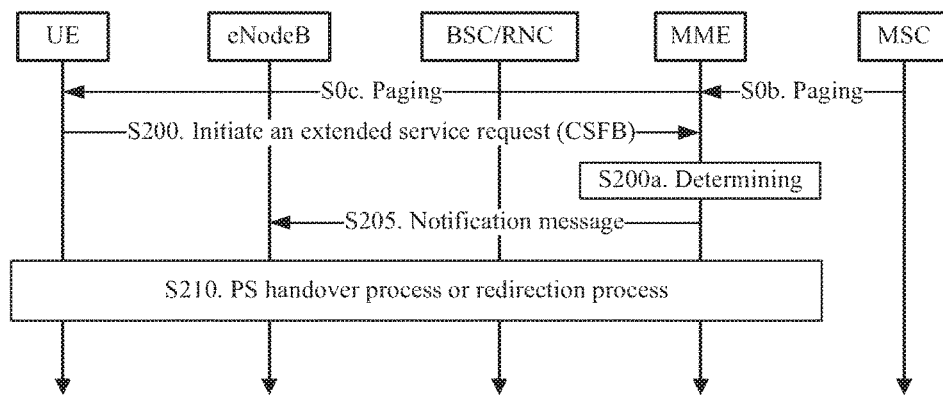 UE
eNodeB
BSC/RNC
MME
MSC
S0c. Paging
S0b. Paging
S200. Initiate an extended service request (CSFB)
S200a. Determining
S205. Notification message
S210. PS handover process or redirection process